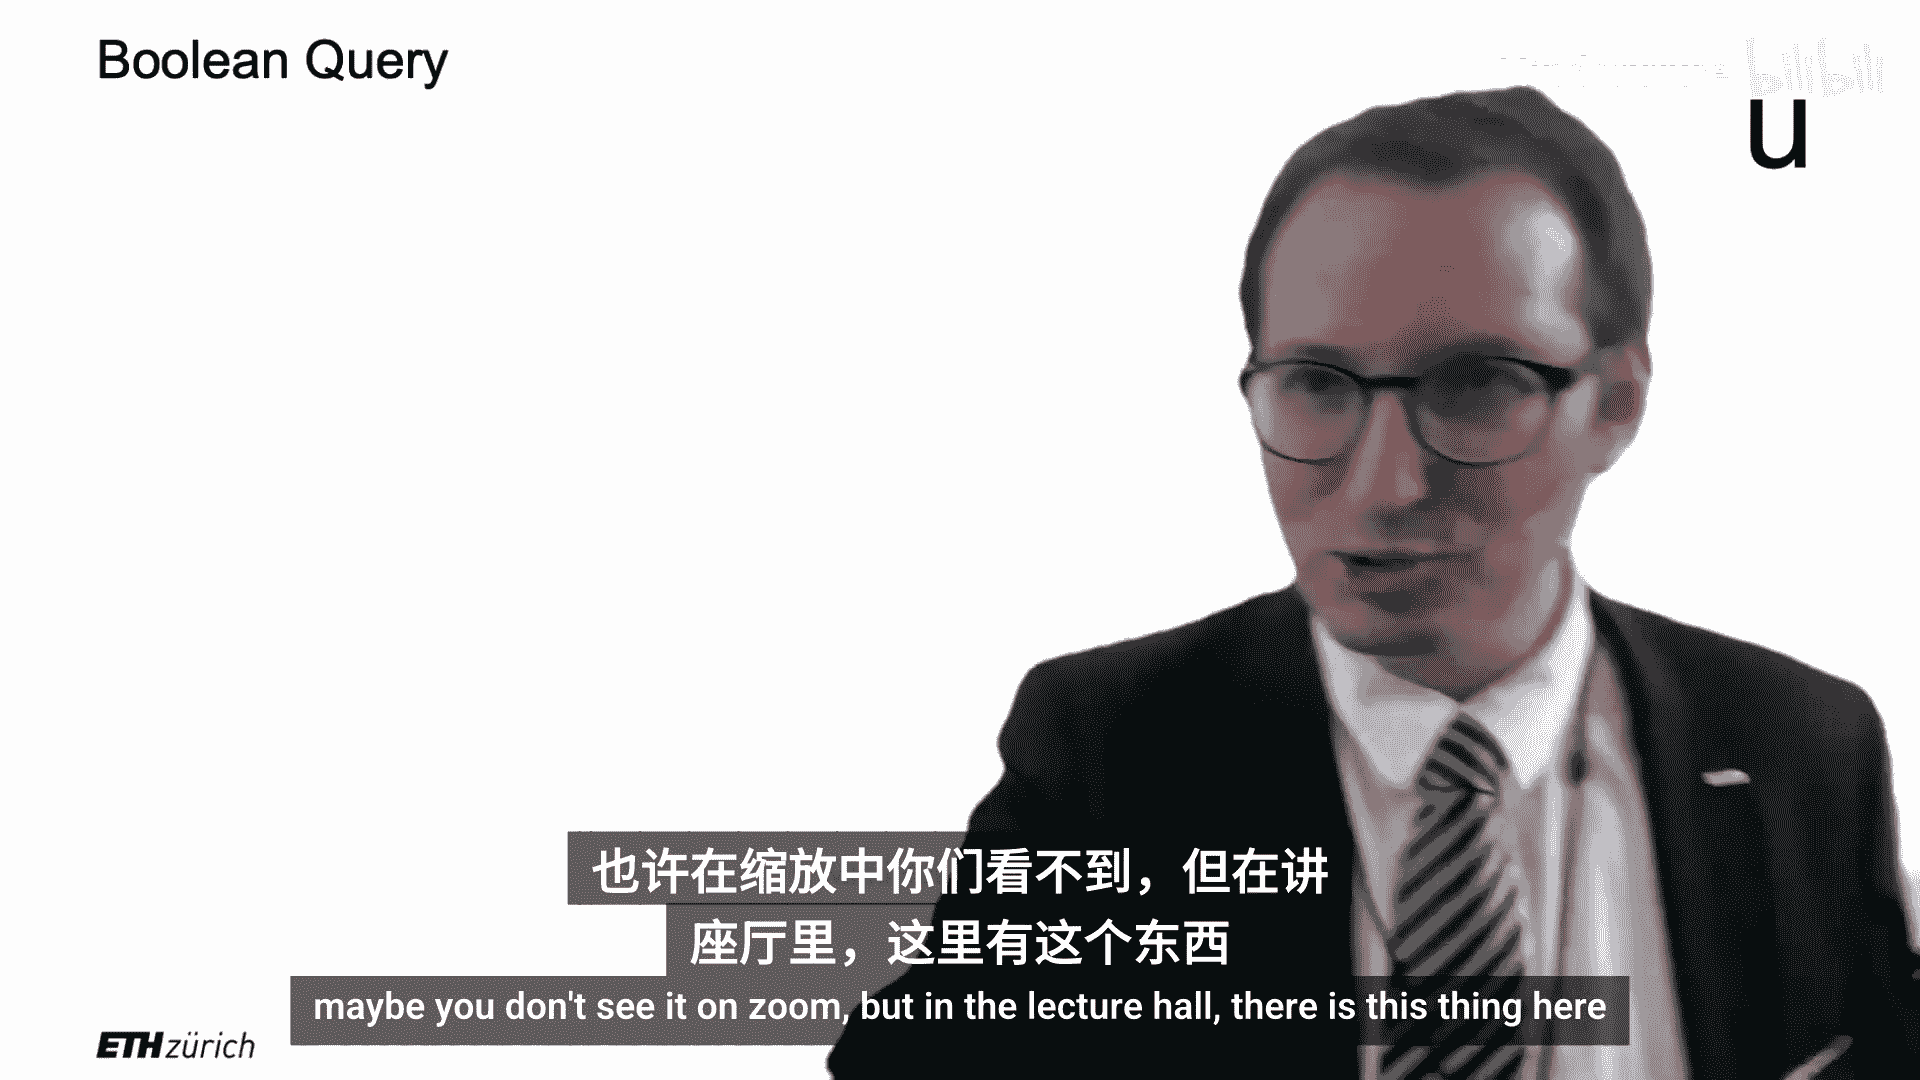 Boolean Query
bilibili
u
也许在缩放中你们看不到，但在讲
座厅里，这里有这个东西
maybe you don't see it on zoom, but in the lecture hall, there is this thing here
ETH zürich